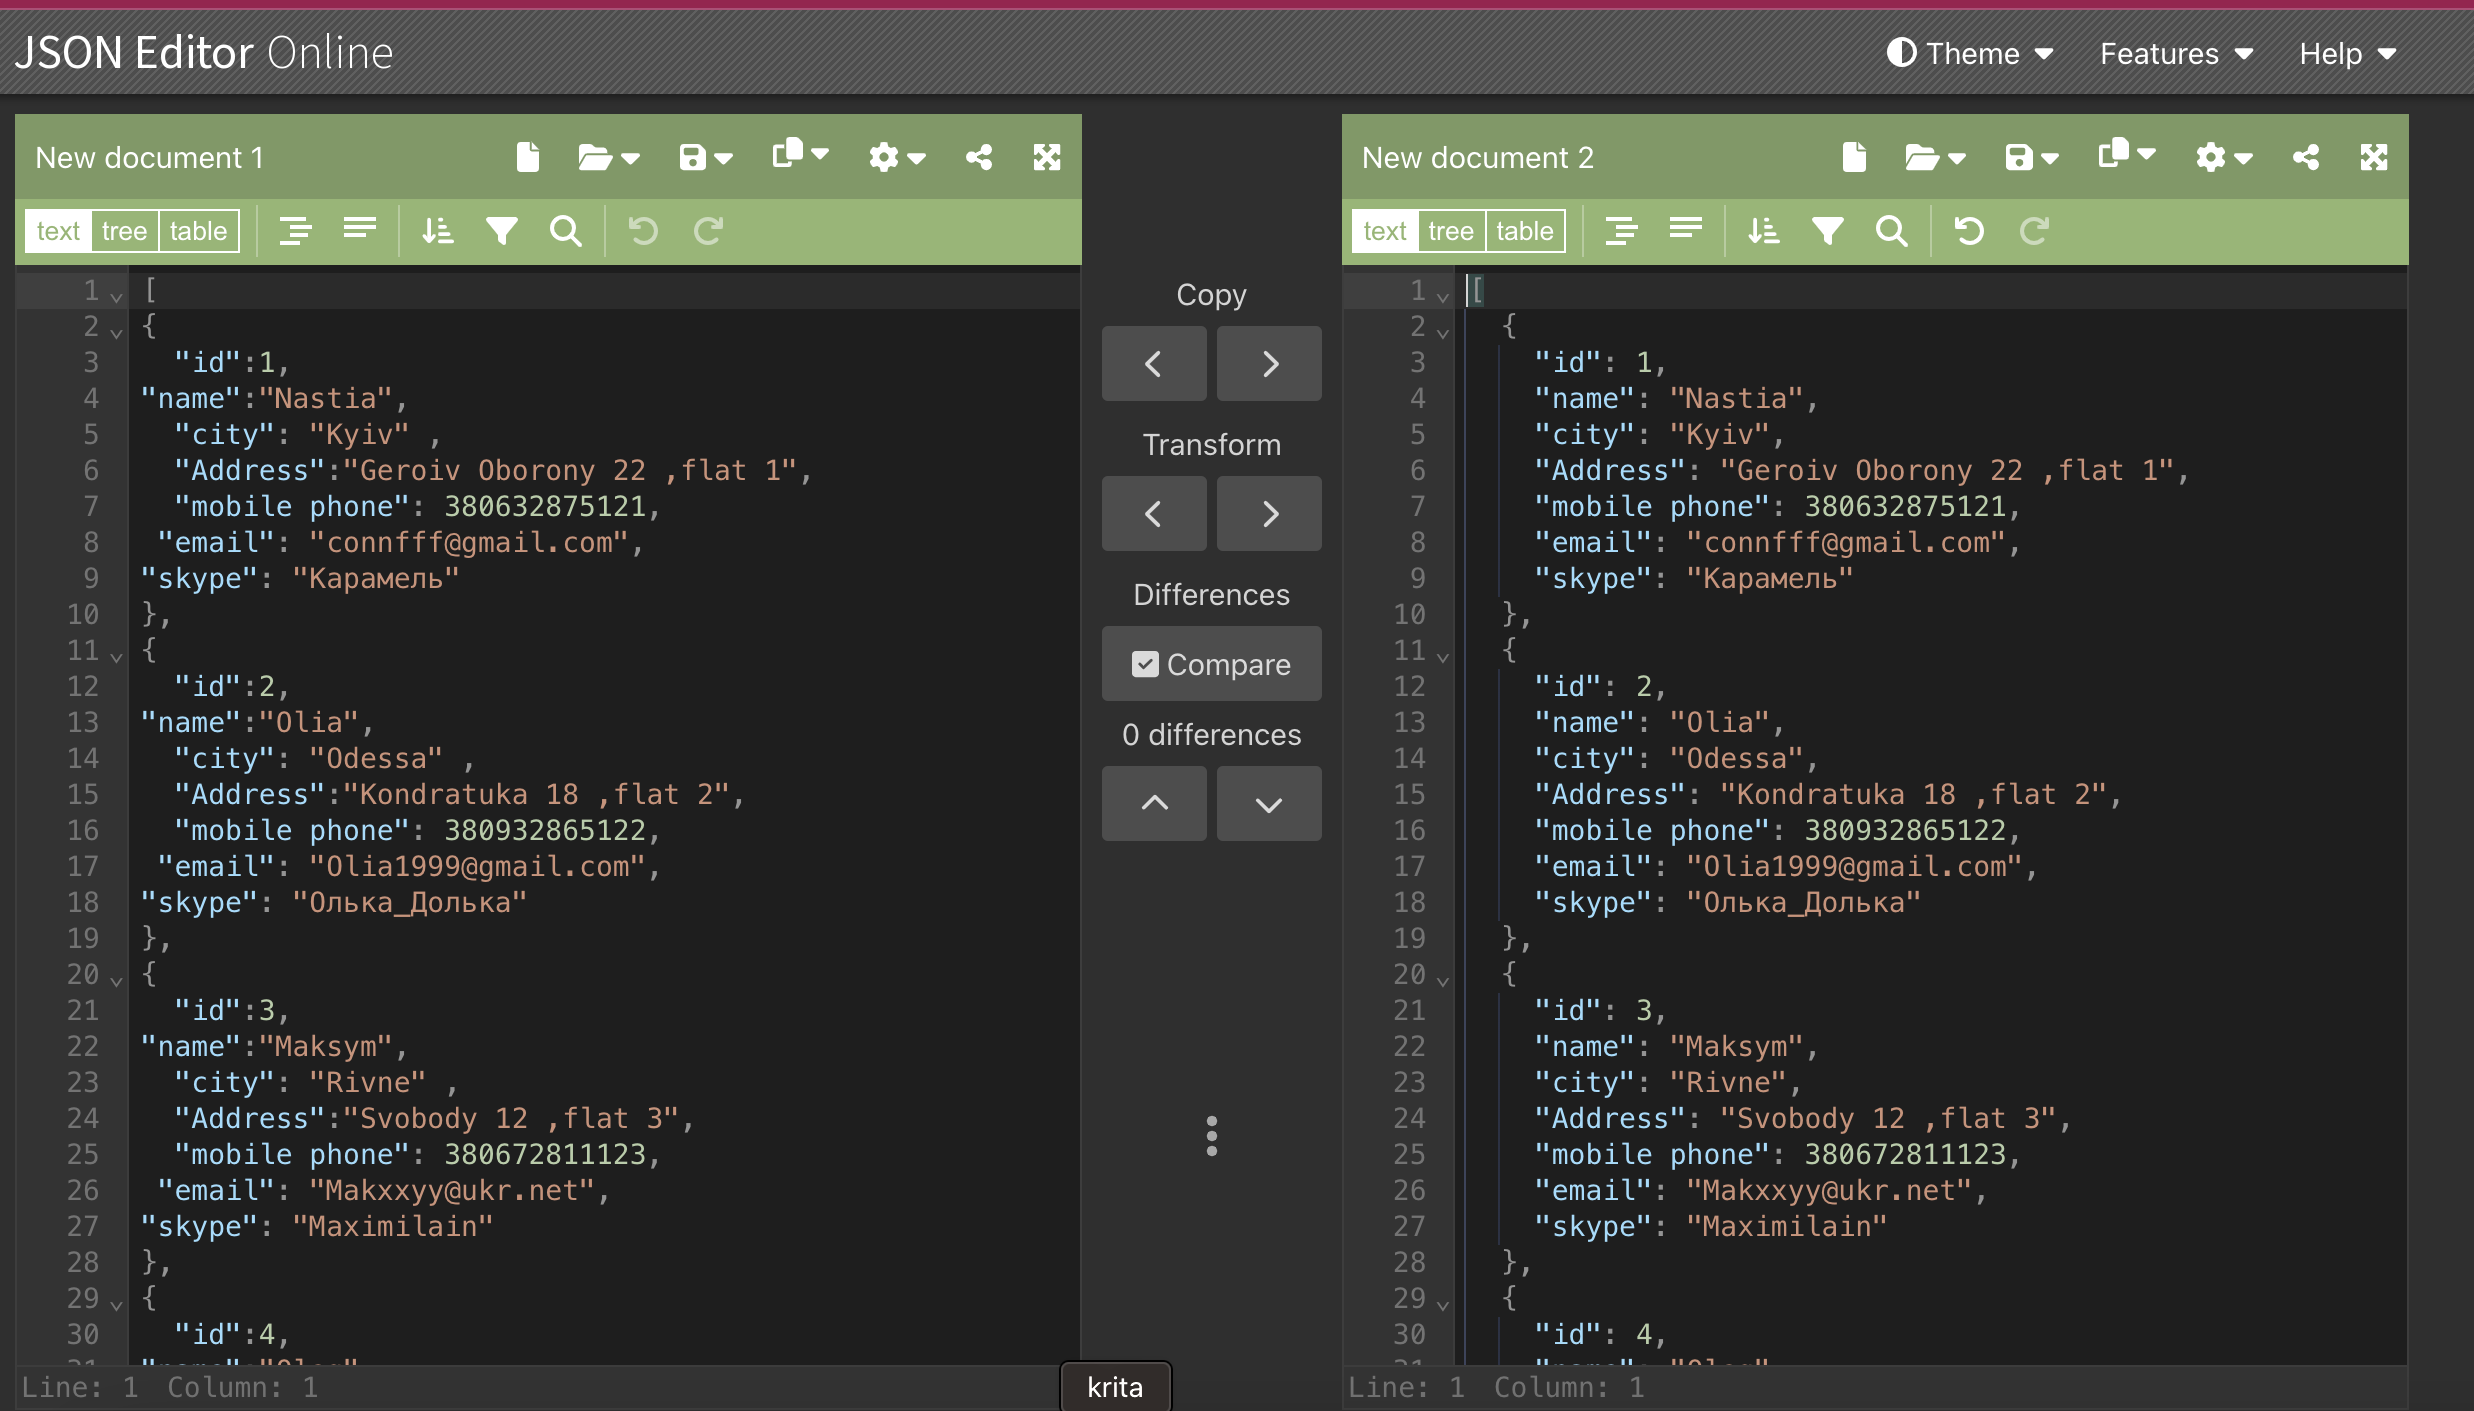 JSON Editor Online
Theme
Features
Help
New document 1
text tree table
1 [
2 {
3 "id":1,
4 "name":"Nastia",
5 "city": "Kyiv" ,
6 "Address":"Geroiv Oborony 22 ,flat 1",
7 "mobile phone": 380632875121,
8 "email": "connfff@gmail.com",
9 "skype": "Карамель"
10 },
11 {
12 "id":2,
13 "name":"Olia",
14 "city": "Odessa" ,
15 "Address":"Kondratuka 18 ,flat 2",
16 "mobile phone": 380932865122,
17 "email": "Olia1999@gmail.com",
18 "skype": "Олька_Долька"
19 },
20 {
21 "id":3,
22 "name":"Maksym",
23 "city": "Rivne" ,
24 "Address":"Svobody 12 ,flat 3",
25 "mobile phone": 380672811123,
26 "email": "Makxxyy@ukr.net",
27 "skype": "Maximilain"
28 },
29 {
30 "id":4,
Line: 1 Column: 1
Copy
Transform
Differences
Compare
0 differences
krita
New document 2
text tree table
1 [
2 {
3 "id": 1,
4 "name": "Nastia",
5 "city": "Kyiv",
6 "Address": "Geroiv Oborony 22 ,flat 1",
7 "mobile phone": 380632875121,
8 "email": "connfff@gmail.com",
9 "skype": "Карамель"
10 },
11 {
12 "id": 2,
13 "name": "Olia",
14 "city": "Odessa",
15 "Address": "Kondratuka 18 ,flat 2",
16 "mobile phone": 380932865122,
17 "email": "Olia1999@gmail.com",
18 "skype": "Олька_Долька"
19 },
20 {
21 "id": 3,
22 "name": "Maksym",
23 "city": "Rivne",
24 "Address": "Svobody 12 ,flat 3",
25 "mobile phone": 380672811123,
26 "email": "Makxxyy@ukr.net",
27 "skype": "Maximilain"
28 },
29 {
30 "id": 4,
Line: 1 Column: 1